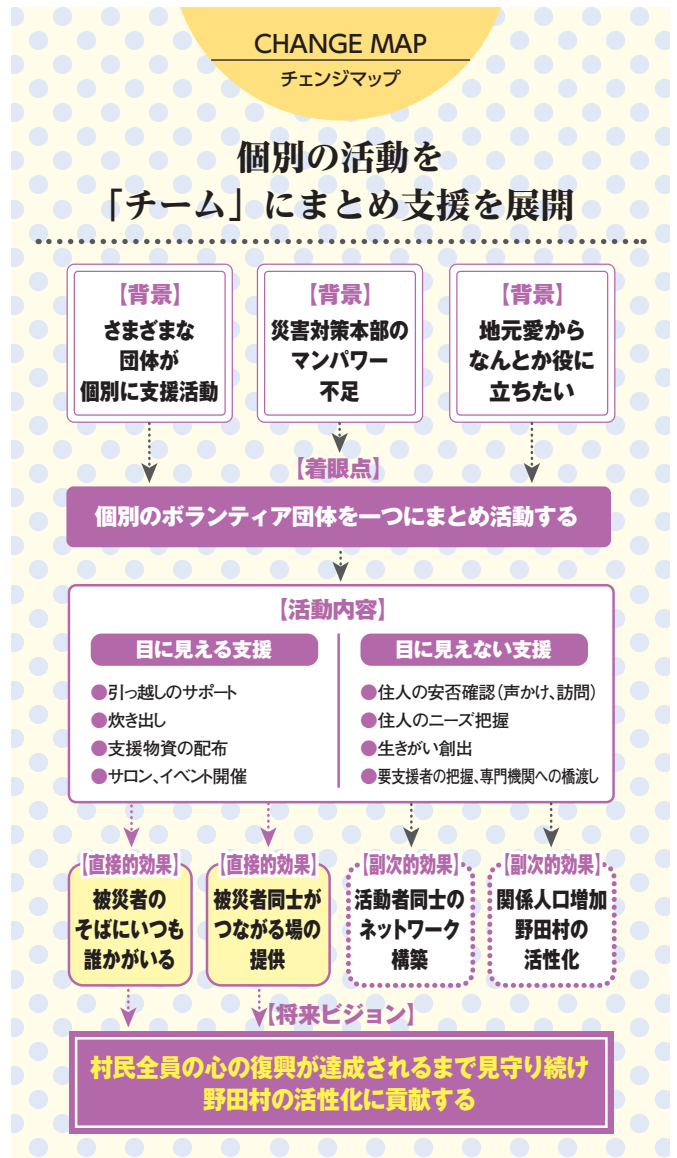 CHANGE MAP
チェンジマップ
個別の活動を
「チーム」にまとめ支援を展開
【背景】
さまざまな
団体が
個別に支援活動
【背景】
災害対策本部の
マンパワー
不足
【背景】
地元愛から
なんとか役に
立ちたい
【着眼点】
個別のボランティア団体を一つにまとめ活動する
【活動内容】
目に見える支援
●引っ越しのサポート
●炊き出し
●支援物資の配布
●サロン、イベント開催
目に見えない支援
●住人の安否確認（声かけ、訪問）
●住人のニーズ把握
●生きがい創出
●要支援者の把握、専門機関への橋渡し
【直接的効果】
被災者の
そばにいつも
誰かがいる
【直接的効果】
被災者同士が
つながる場の
提供
【副次的効果】
活動者同士の
ネットワーク
構築
【副次的効果】
関係人口増加
野田村の
活性化
【将来ビジョン】
村民全員の心の復興が達成されるまで見守り続け
野田村の活性化に貢献する